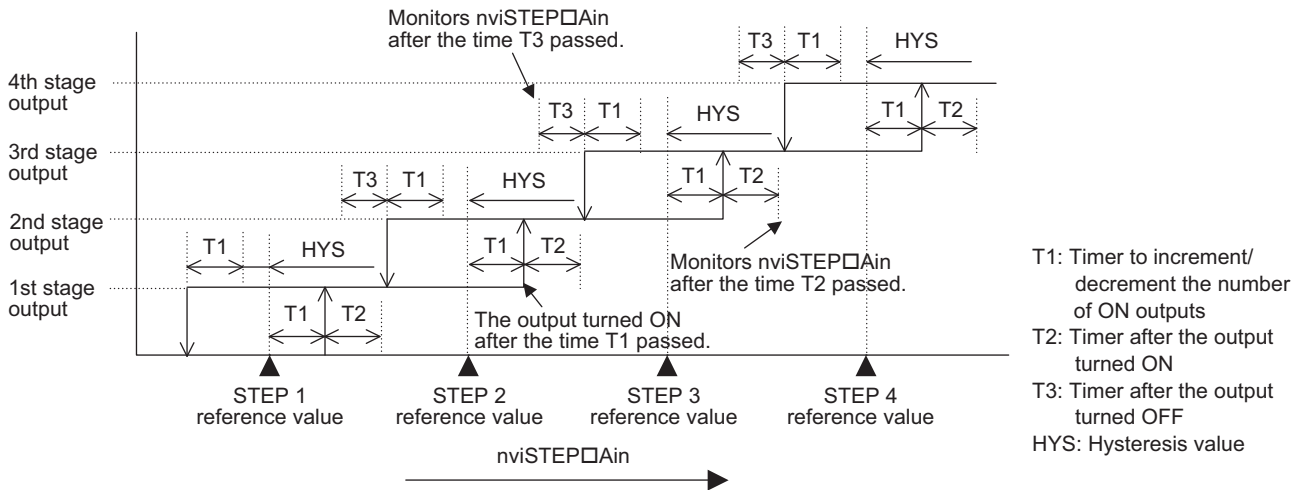 Monitors nviSTEP□Ain
after the time T3 passed.
T3
T1
HYS
4th stage
output
T3
T1
HYS
T1
T2
3rd stage
output
T3
T1
HYS
T1
T2
2nd stage
output
T1
HYS
T1
T2
Monitors nviSTEP□Ain
after the time T2 passed.
1st stage
output
T1
T2
The output turned ON
after the time T1 passed.
STEP 1
reference value
STEP 2
reference value
STEP 3
reference value
STEP 4
reference value
nviSTEP□Ain
T1: Timer to increment/
decrement the number
of ON outputs
T2: Timer after the output
turned ON
T3: Timer after the output
turned OFF
HYS: Hysteresis value